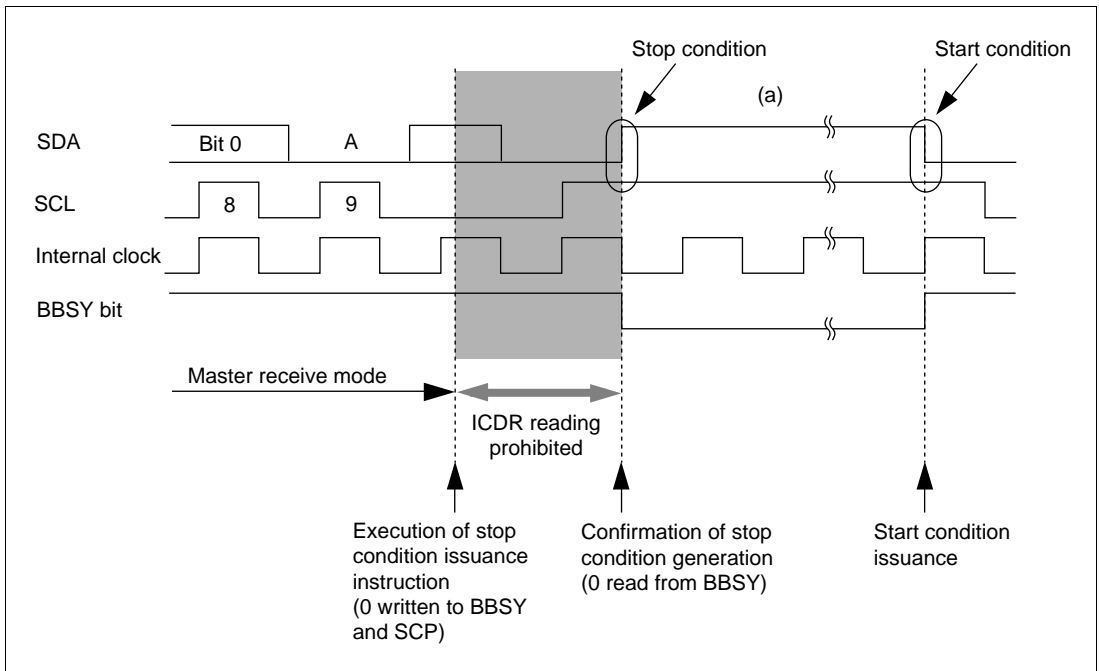 Stop condition
Start condition
(a)
SDA
Bit 0
A
SCL
8
9
Internal clock
BBSY bit
Master receive mode
ICDR reading
prohibited
Execution of stop
condition issuance
instruction
(0 written to BBSY
and SCP)
Confirmation of stop
condition generation
(0 read from BBSY)
Start condition
issuance